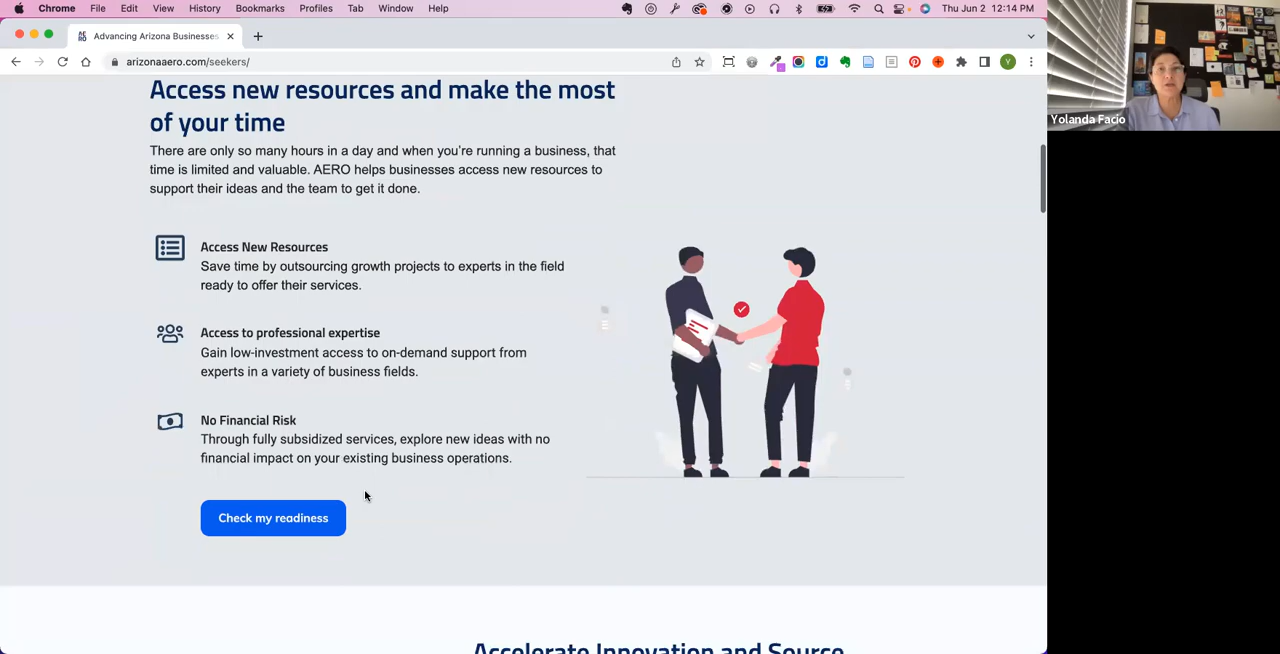 Chrome File Edit View History Bookmarks Profiles Tab Window Help Thu Jun 2 12:14 PM
Advancing Arizona Businesses
arizonaaero.com/seekers/
Y
Yolanda Facio
Access new resources and make the most
of your time
There are only so many hours in a day and when you're running a business, that
time is limited and valuable. AERO helps businesses access new resources to
support their ideas and the team to get it done.
Access New Resources
Save time by outsourcing growth projects to experts in the field
ready to offer their services.
Access to professional expertise
Gain low-investment access to on-demand support from
experts in a variety of business fields.
No Financial Risk
Through fully subsidized services, explore new ideas with no
financial impact on your existing business operations.
Check my readiness
Accelerate Innovation and Source